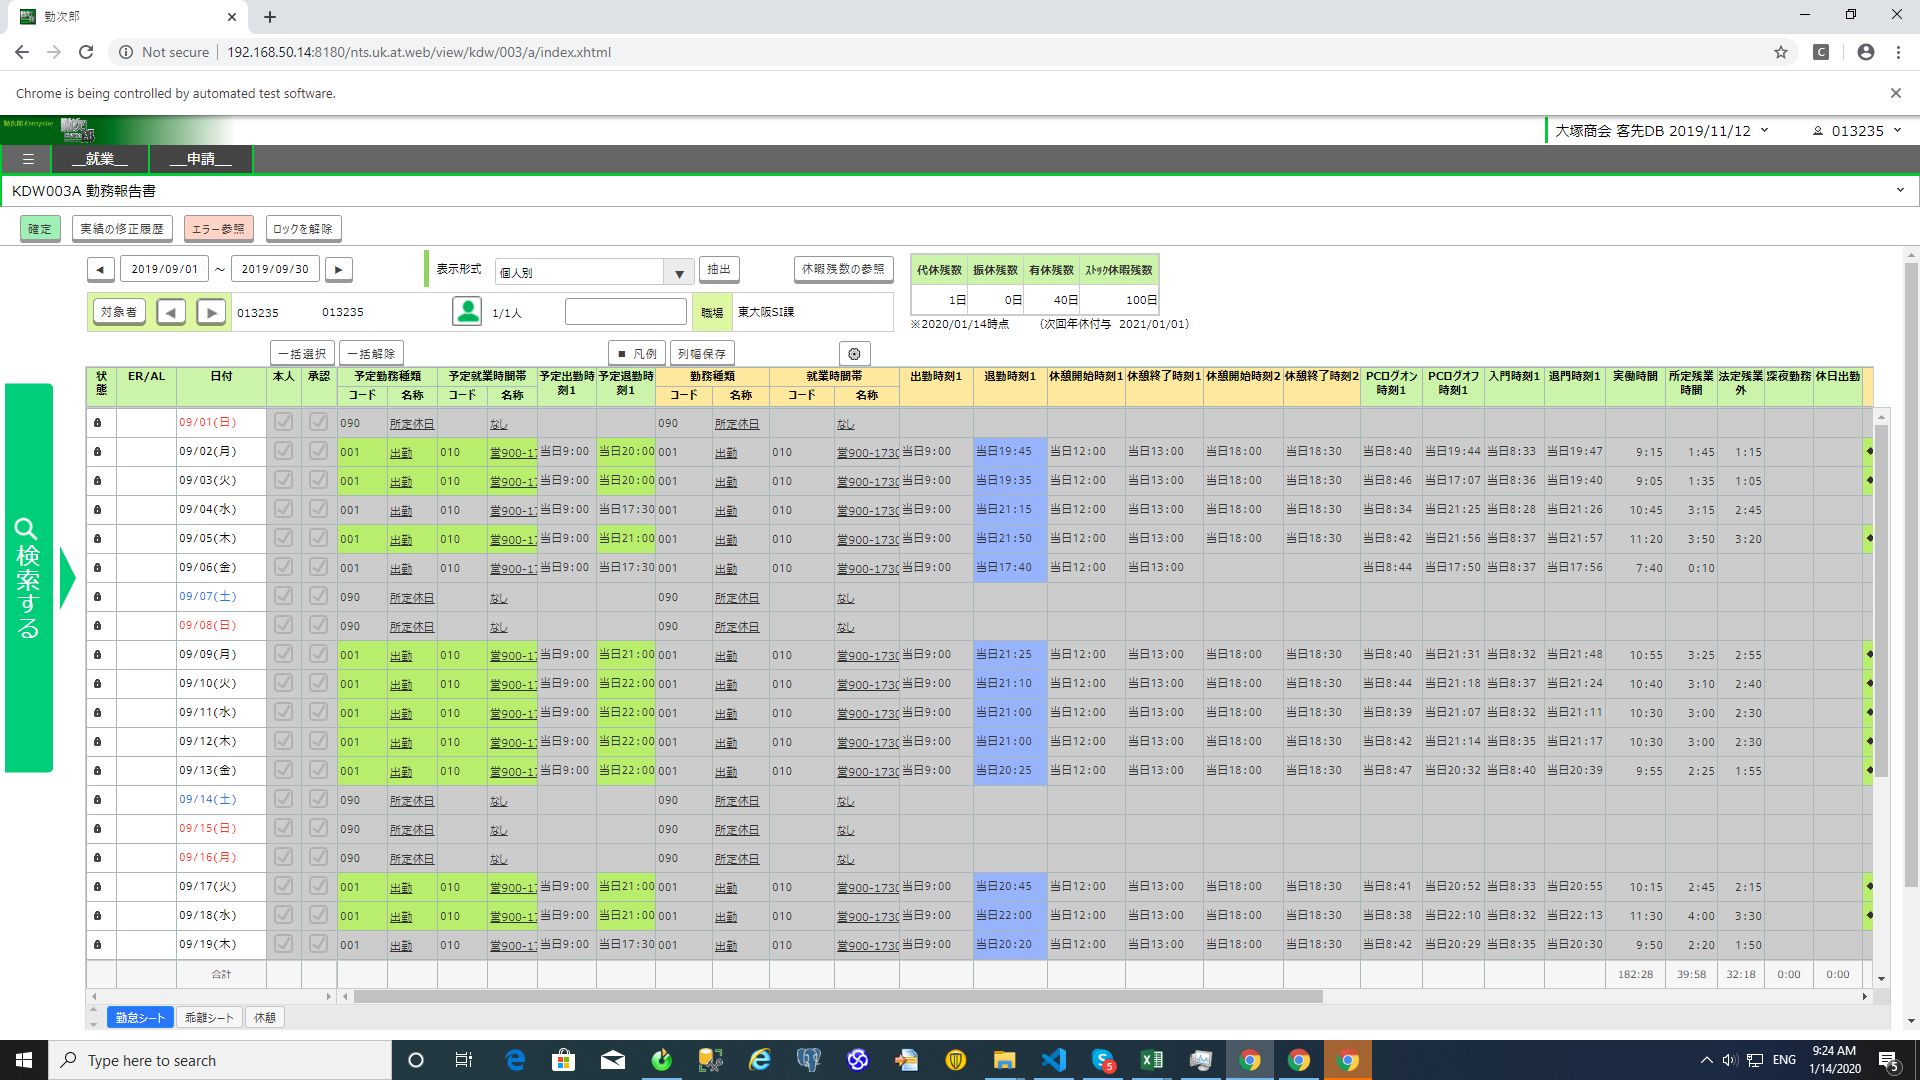 勤次郎
Not secure 192.168.50.14:8180/nts.uk.at.web/view/kdw/003/a/index.xhtml
Chrome is being controlled by automated test software.
大塚商会 客先DB 2019/11/12 013235
__就業__ __申請__
KDW003A 勤務報告書
確定 実績の修正履歴 エラー参照 ロックを解除
◀ 2019/09/01 ～ 2019/09/30 ▶ 表示形式 個人別 抽出 休暇残数の参照
代休残数 振休残数 有休残数 ｽﾄｯｸ休暇残数
1日 0日 40日 100日
※2020/01/14時点 （次回年休付与 2021/01/01）
対象者 ◀ ▶ 013235 013235 1/1人 職場 東大阪SI課
一括選択 一括解除 ■ 凡例 列幅保存
検索する
状態 ER/AL 日付 本人 承認 予定勤務種類 予定就業時間帯 予定出勤時刻1 予定退勤時刻1 勤務種類 就業時間帯 出勤時刻1 退勤時刻1 休憩開始時刻1 休憩終了時刻1 休憩開始時刻2 休憩終了時刻2 PCログオン時刻1 PCログオフ時刻1 入門時刻1 退門時刻1 実働時間 所定残業時間 法定残業外 深夜勤務 休日出勤
コード 名称 コード 名称 コード 名称 コード 名称
09/01(日) 090 所定休日 なし 090 所定休日 なし
09/02(月) 001 出勤 010 営900-17 当日9:00 当日20:00 001 出勤 010 営900-1730 当日9:00 当日19:45 当日12:00 当日13:00 当日18:00 当日18:30 当日8:40 当日19:44 当日8:33 当日19:47 9:15 1:45 1:15
09/03(火) 001 出勤 010 営900-17 当日9:00 当日20:00 001 出勤 010 営900-1730 当日9:00 当日19:35 当日12:00 当日13:00 当日18:00 当日18:30 当日8:46 当日17:07 当日8:36 当日19:40 9:05 1:35 1:05
09/04(水) 001 出勤 010 営900-17 当日9:00 当日17:30 001 出勤 010 営900-1730 当日9:00 当日21:15 当日12:00 当日13:00 当日18:00 当日18:30 当日8:34 当日21:25 当日8:28 当日21:26 10:45 3:15 2:45
09/05(木) 001 出勤 010 営900-17 当日9:00 当日21:00 001 出勤 010 営900-1730 当日9:00 当日21:50 当日12:00 当日13:00 当日18:00 当日18:30 当日8:42 当日21:56 当日8:37 当日21:57 11:20 3:50 3:20
09/06(金) 001 出勤 010 営900-17 当日9:00 当日17:30 001 出勤 010 営900-1730 当日9:00 当日17:40 当日12:00 当日13:00 当日8:44 当日17:50 当日8:37 当日17:56 7:40 0:10
09/07(土) 090 所定休日 なし 090 所定休日 なし
09/08(日) 090 所定休日 なし 090 所定休日 なし
09/09(月) 001 出勤 010 営900-17 当日9:00 当日21:00 001 出勤 010 営900-1730 当日9:00 当日21:25 当日12:00 当日13:00 当日18:00 当日18:30 当日8:40 当日21:31 当日8:32 当日21:48 10:55 3:25 2:55
09/10(火) 001 出勤 010 営900-17 当日9:00 当日22:00 001 出勤 010 営900-1730 当日9:00 当日21:10 当日12:00 当日13:00 当日18:00 当日18:30 当日8:44 当日21:18 当日8:37 当日21:24 10:40 3:10 2:40
09/11(水) 001 出勤 010 営900-17 当日9:00 当日22:00 001 出勤 010 営900-1730 当日9:00 当日21:00 当日12:00 当日13:00 当日18:00 当日18:30 当日8:39 当日21:07 当日8:32 当日21:11 10:30 3:00 2:30
09/12(木) 001 出勤 010 営900-17 当日9:00 当日22:00 001 出勤 010 営900-1730 当日9:00 当日21:00 当日12:00 当日13:00 当日18:00 当日18:30 当日8:42 当日21:14 当日8:35 当日21:17 10:30 3:00 2:30
09/13(金) 001 出勤 010 営900-17 当日9:00 当日22:00 001 出勤 010 営900-1730 当日9:00 当日20:25 当日12:00 当日13:00 当日18:00 当日18:30 当日8:47 当日20:32 当日8:40 当日20:39 9:55 2:25 1:55
09/14(土) 090 所定休日 なし 090 所定休日 なし
09/15(日) 090 所定休日 なし 090 所定休日 なし
09/16(月) 090 所定休日 なし 090 所定休日 なし
09/17(火) 001 出勤 010 営900-17 当日9:00 当日21:00 001 出勤 010 営900-1730 当日9:00 当日20:45 当日12:00 当日13:00 当日18:00 当日18:30 当日8:41 当日20:52 当日8:33 当日20:55 10:15 2:45 2:15
09/18(水) 001 出勤 010 営900-17 当日9:00 当日21:00 001 出勤 010 営900-1730 当日9:00 当日22:00 当日12:00 当日13:00 当日18:00 当日18:30 当日8:38 当日22:10 当日8:32 当日22:13 11:30 4:00 3:30
09/19(木) 001 出勤 010 営900-17 当日9:00 当日17:30 001 出勤 010 営900-1730 当日9:00 当日20:20 当日12:00 当日13:00 当日18:00 当日18:30 当日8:42 当日20:29 当日8:35 当日20:30 9:50 2:20 1:50
合計 182:28 39:58 32:18 0:00 0:00
勤怠シート 乖離シート 休憩
Type here to search 5 ENG 9:24 AM 5
1/14/2020